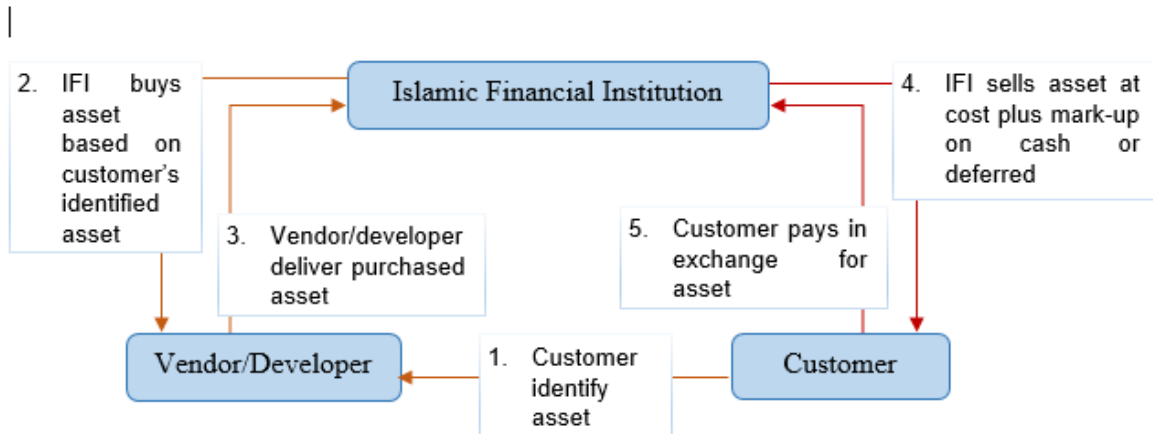 Islamic Financial Institution
2. IFI buys
asset
based on
customer's
identified
asset
4. IFI sells asset at
cost plus mark-up
on cash or
deferred
3. Vendor/developer
deliver purchased
asset
5. Customer pays in
exchange for
asset
Vendor/Developer
1. Customer
identify
asset
Customer